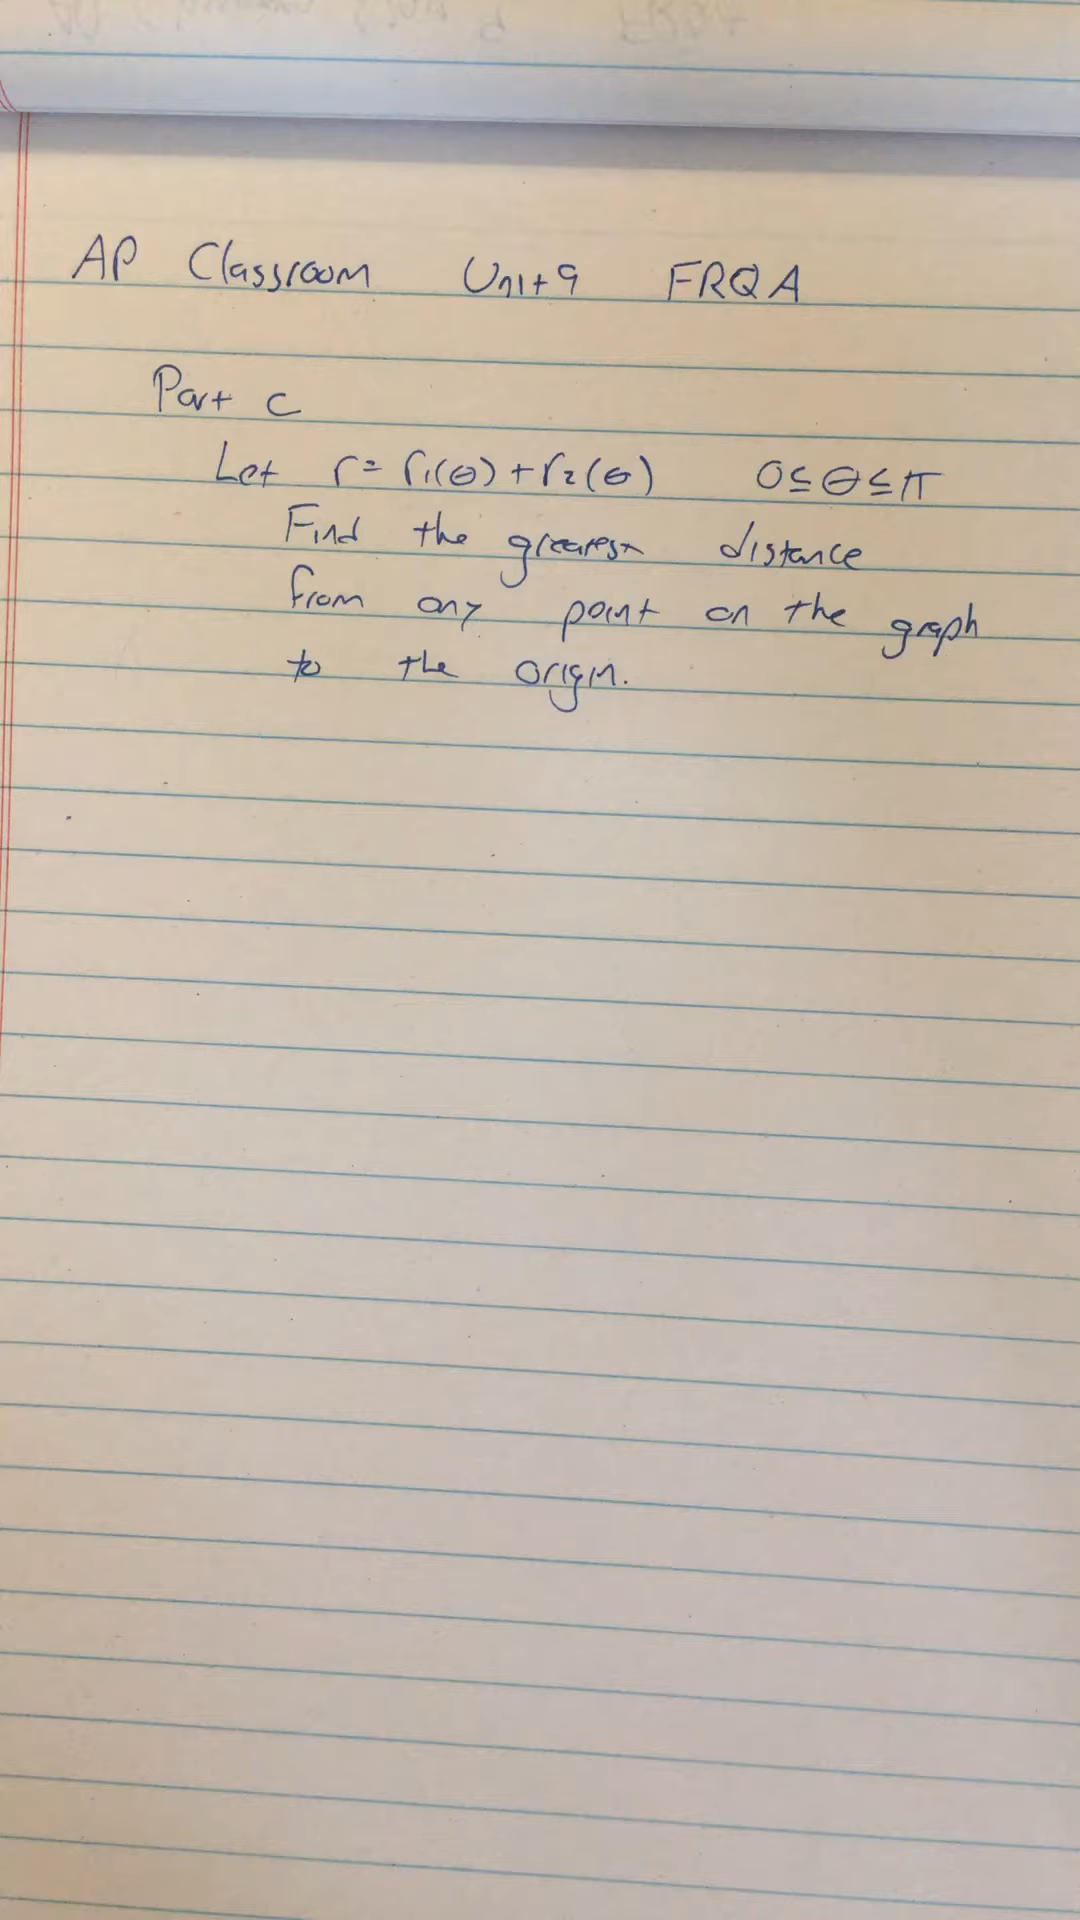 AP Classroom Unit 9 FRQ A
Part C
Let r = r₁(θ) + r₂(θ) 0 ≤ θ ≤ π
Find the greatest distance
from any point on the graph
to the origin.